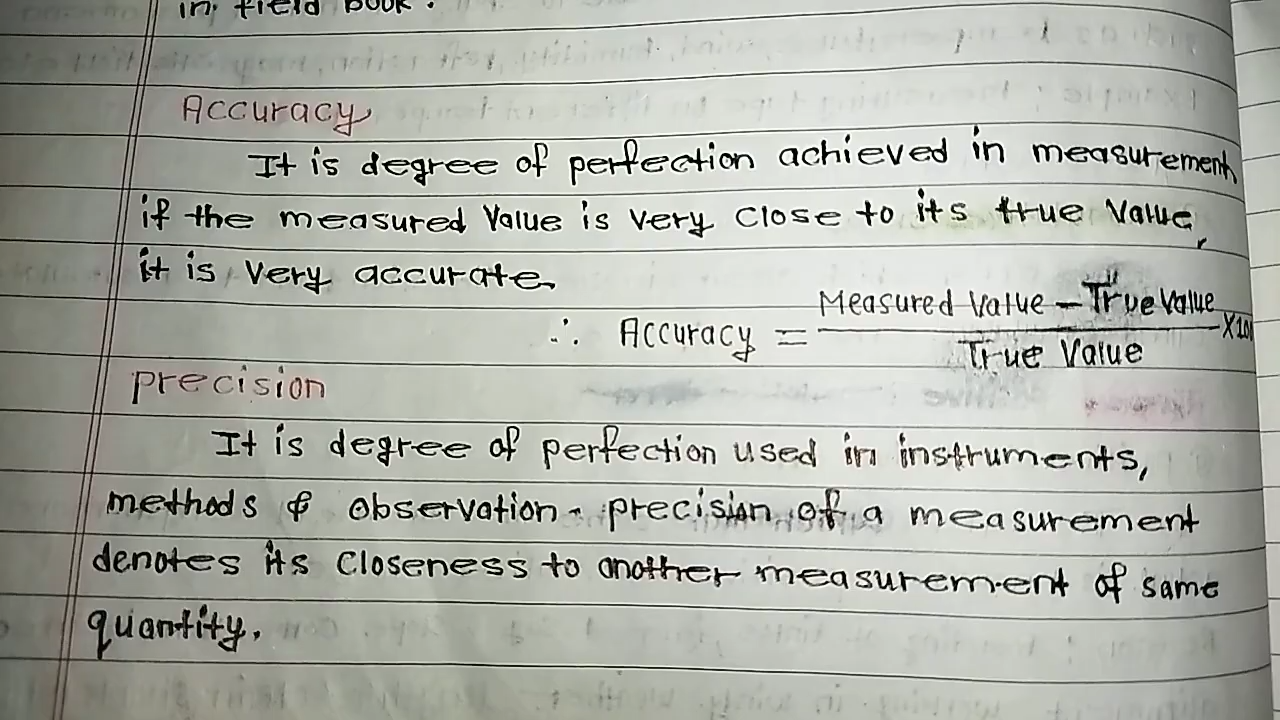 in field book.
Accuracy
It is degree of perfection achieved in measurement,
if the measured Value is very close to its true Value,
it is very accurate.
∴ Accuracy = Measured Value - True Value / True Value X100
precision
It is degree of perfection used in instruments,
methods & observation. precision of a measurement
denotes its closeness to another measurement of same
quantity.